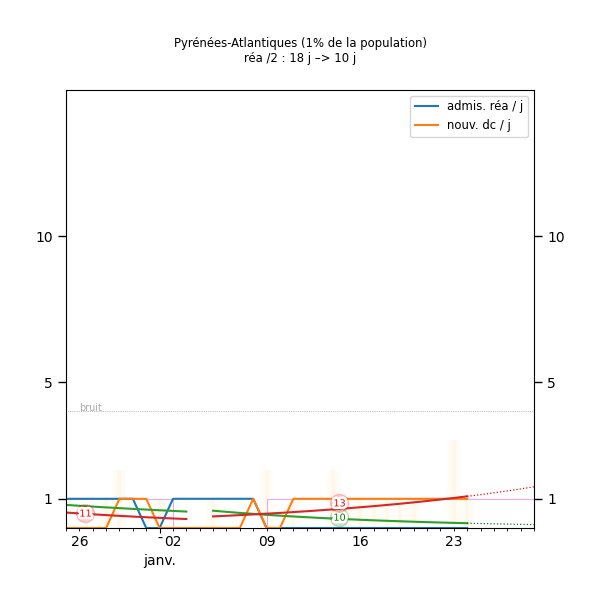 Pyrénées-Atlantiques (1% de la population)
réa /2 : 18 j –> 10 j
admis. réa / j
nouv. dc / j
10 10
5 5
bruit
1 1
11 13
10
26 02 09 16 23
janv.